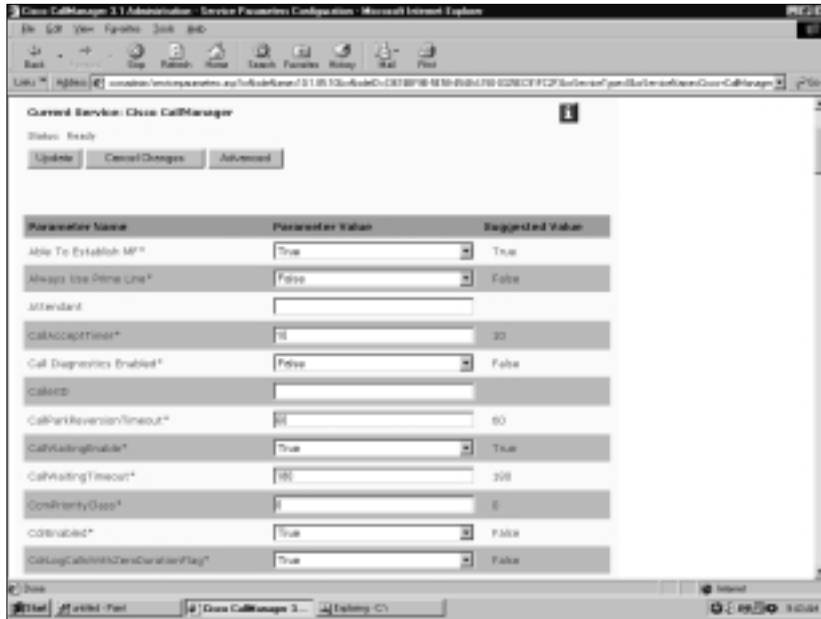 Cisco CallManager 3.1 Administration - Service Parameters Configuration - Microsoft Internet Explorer
File Edit View Favorites Tools Help
Back Forward Stop Refresh Home Search Favorites History Mail Print
Links Address
Current Service: Cisco CallManager
Status: Ready
Update Cancel Changes Advanced
Parameter Name Parameter Value Suggested Value
Able To Establish MF* True True
Always Use Prime Line* False False
Attendant
CallAcceptTimer* 10 10
Call Diagnostics Enabled* False False
CallerID
CallParkReversionTimeout* 60 60
CallWaitingEnable* True True
CallWaitingTimeout* 180 180
CcmPriorityClass* 0 0
CdrEnabled* True False
CdrLogCallsWithZeroDurationFlag* True False
Done Internet
Start untitled - Paint Cisco CallManager 3.... Exploring - C:\